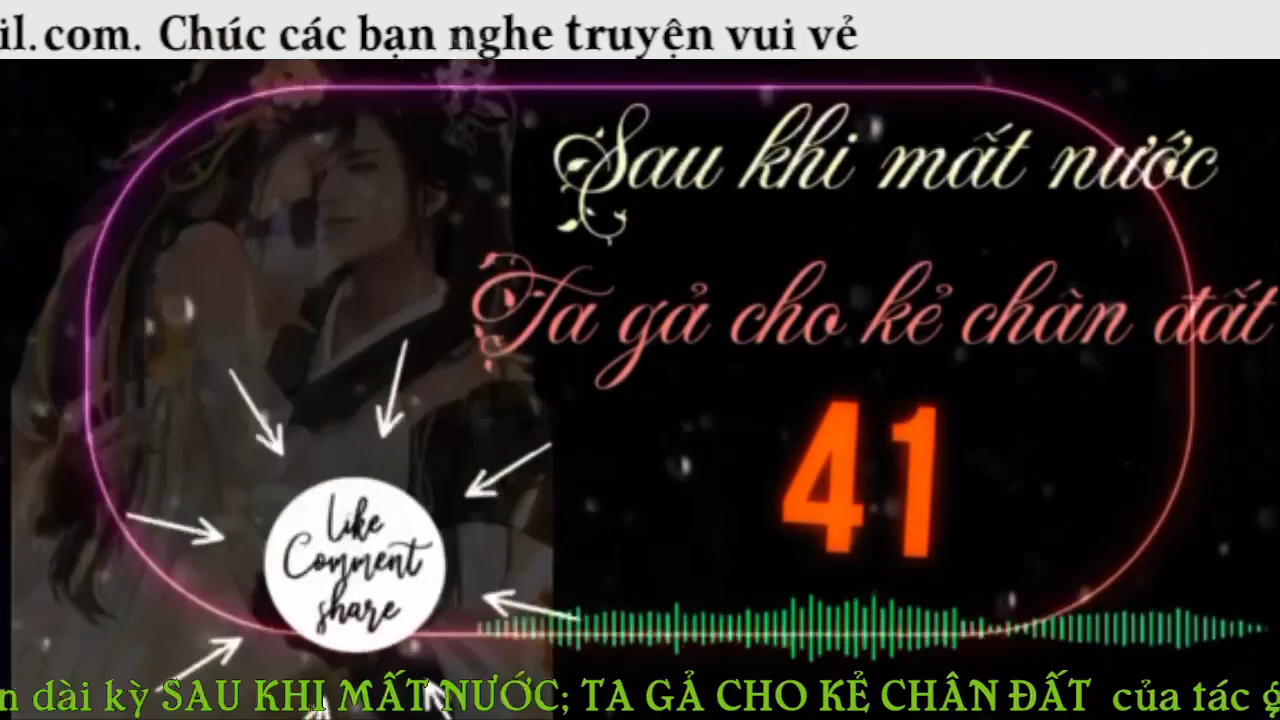 il.com. Chúc các bạn nghe truyện vui vẻ
Sau khi mất nước
Ta gả cho kẻ chân đất
41
like
Comment
share
n dài kỳ SAU KHI MẤT NƯỚC; TA GẢ CHO KẺ CHÂN ĐẤT của tác g